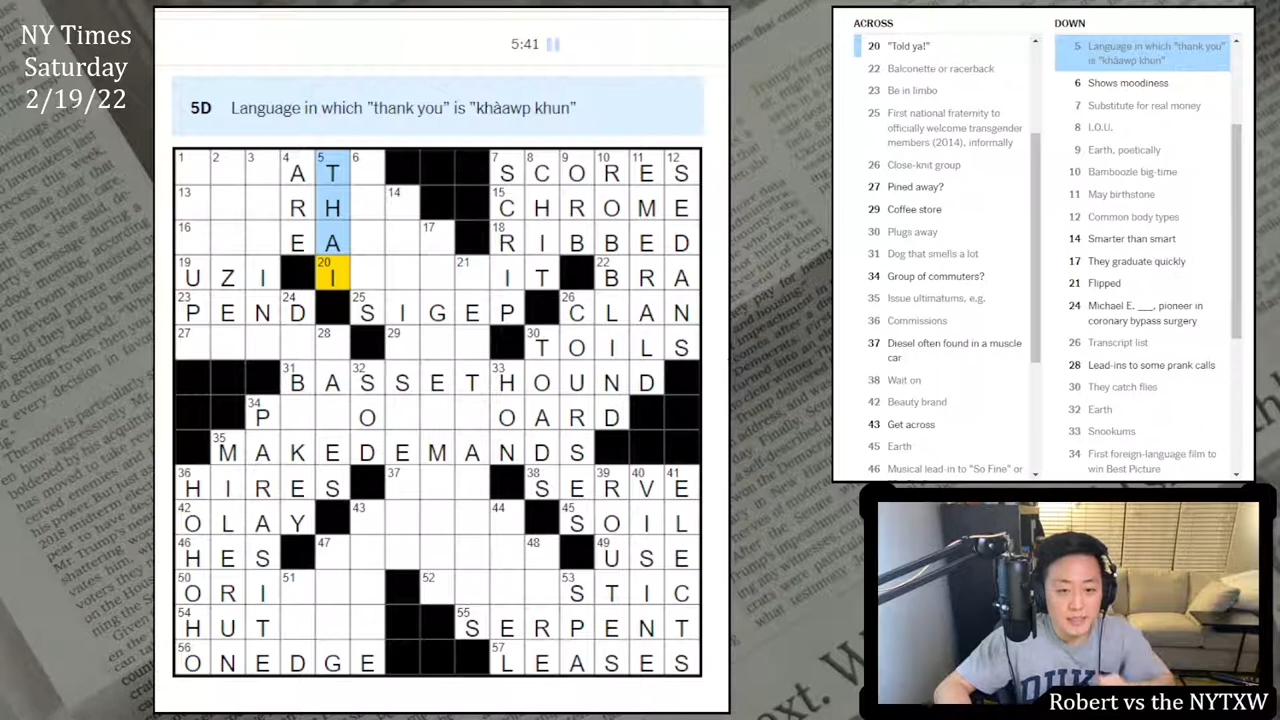 NY Times
Saturday
2/19/22
5:41
5D Language in which "thank you" is "khàawp khun"
1 2 3 4 A 5 T 6 7 S 8 C 9 O 10 R 11 E 12 S
13 R H 14 15 C H R O M E
16 E A 17 18 R I B B E D
19 U Z I 20 I 21 I T 22 B R A
23 P E N 24 D 25 S I G E P 26 C L A N
27 28 29 30 T O I L S
31 B A 32 S S E T 33 H O U N D
34 P O O A R D
35 M A K E D E M A N D S
36 H I R E S 37 38 S E 39 R 40 V 41 E
42 O L A Y 43 44 45 S O I L
46 H E S 47 48 49 U S E
50 O R I 51 52 53 S T I C
54 H U T 55 S E R P E N T
56 O N E D G E 57 L E A S E S
ACROSS
20 "Told ya!"
22 Balconette or racerback
23 Be in limbo
25 First national fraternity to
officially welcome transgender
members (2014), informally
26 Close-knit group
27 Pined away?
29 Coffee store
30 Plugs away
31 Dog that smells a lot
34 Group of commuters?
35 Issue ultimatums, e.g.
36 Commissions
37 Diesel often found in a muscle
car
38 Wait on
42 Beauty brand
43 Get across
45 Earth
46 Musical lead-in to "So Fine" or
DOWN
5 Language in which "thank you"
is "khàawp khun"
6 Shows moodiness
7 Substitute for real money
8 I.O.U.
9 Earth, poetically
10 Bamboozle big-time
11 May birthstone
12 Common body types
14 Smarter than smart
17 They graduate quickly
21 Flipped
24 Michael E. ___, pioneer in
coronary bypass surgery
26 Transcript list
28 Lead-ins to some prank calls
30 They catch flies
32 Earth
33 Snookums
34 First foreign-language film to
win Best Picture
DUKE
Robert vs the NYTXW